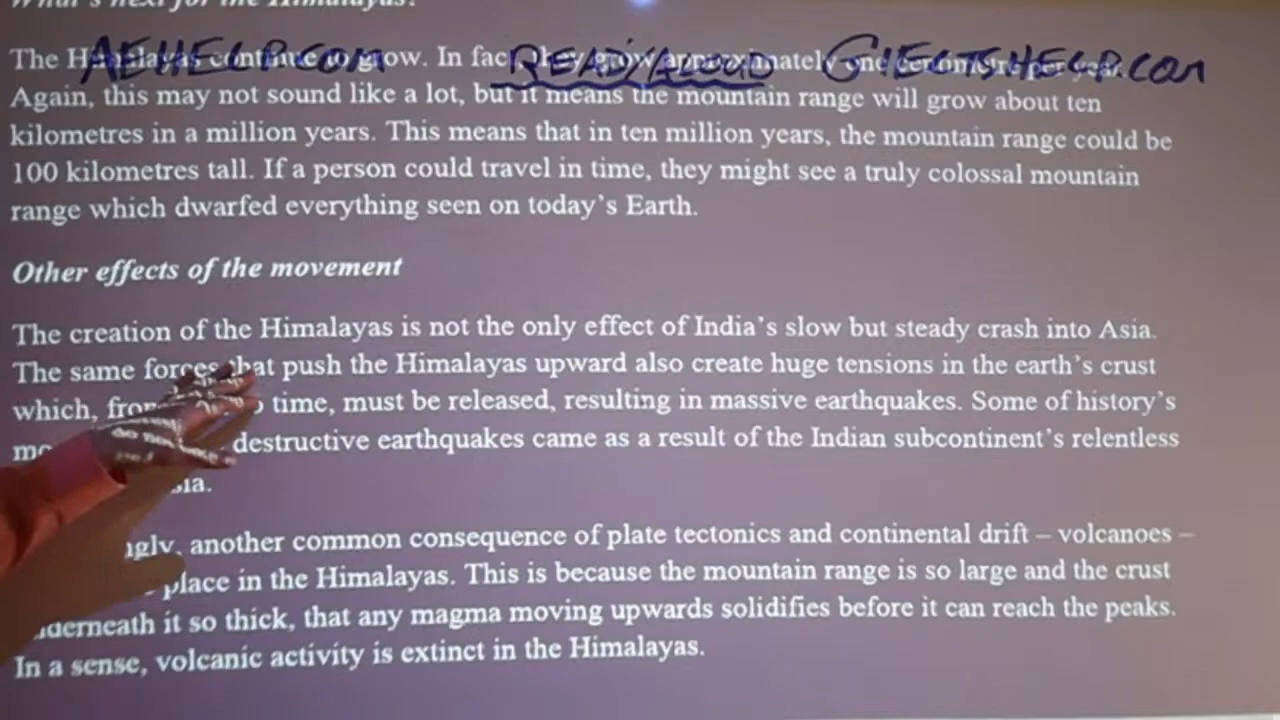 What's next for the Himalayas?
AEHELP.COM READ/ALOUD GIELTSHELP.COM
The Himalayas continue to grow. In fact, they grow approximately one centimetre per year.
Again, this may not sound like a lot, but it means the mountain range will grow about ten
kilometres in a million years. This means that in ten million years, the mountain range could be
100 kilometres tall. If a person could travel in time, they might see a truly colossal mountain
range which dwarfed everything seen on today's Earth.
Other effects of the movement
The creation of the Himalayas is not the only effect of India's slow but steady crash into Asia.
The same forces that push the Himalayas upward also create huge tensions in the earth's crust
which, time, must be released, resulting in massive earthquakes. Some of history's
destructive earthquakes came as a result of the Indian subcontinent's relentless
another common consequence of plate tectonics and continental drift – volcanoes –
place in the Himalayas. This is because the mountain range is so large and the crust
underneath it so thick, that any magma moving upwards solidifies before it can reach the peaks.
In a sense, volcanic activity is extinct in the Himalayas.